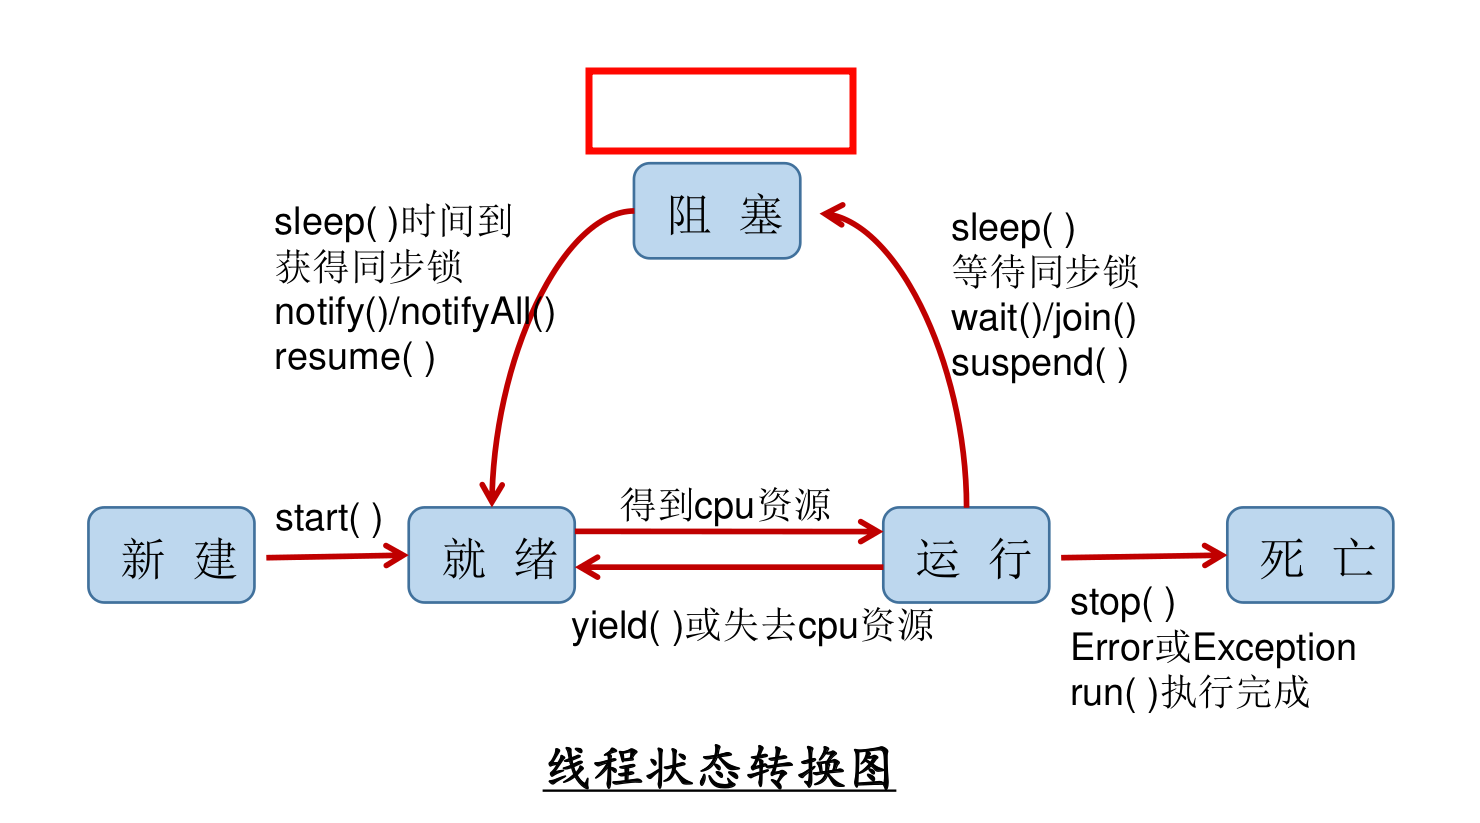 阻 塞
sleep( )时间到
获得同步锁
notify()/notifyAll()
resume( )
sleep( )
等待同步锁
wait()/join()
suspend( )
新 建
start( )
就 绪
得到cpu资源
yield( )或失去cpu资源
运 行
stop( )
Error或Exception
run( )执行完成
死 亡
线程状态转换图